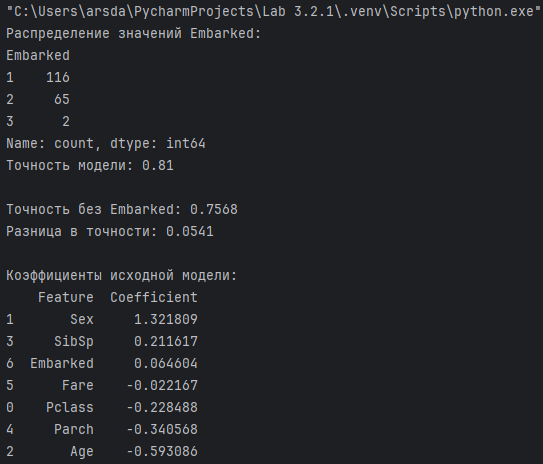 "C:\Users\arsda\PycharmProjects\Lab 3.2.1\.venv\Scripts\python.exe"
Распределение значений Embarked:
Embarked
1    116
2     65
3      2
Name: count, dtype: int64
Точность модели: 0.81
Точность без Embarked: 0.7568
Разница в точности: 0.0541
Коэффициенты исходной модели:
    Feature  Coefficient
1       Sex     1.321809
3     SibSp     0.211617
6  Embarked     0.064604
5      Fare    -0.022167
0    Pclass    -0.228488
4     Parch    -0.340568
2       Age    -0.593086